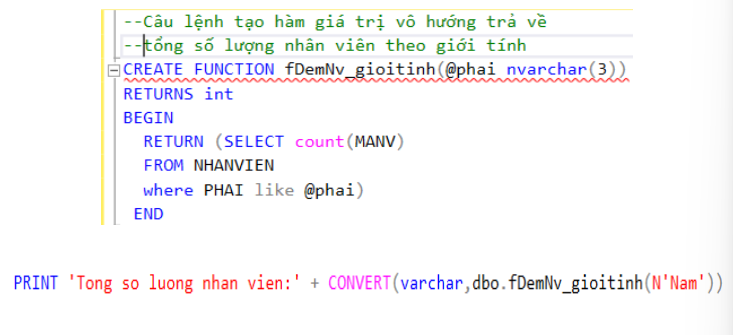 --Câu lệnh tạo hàm giá trị vô hướng trả về
--tổng số lượng nhân viên theo giới tính
CREATE FUNCTION fDemNv_gioitinh(@phai nvarchar(3))
RETURNS int
BEGIN
RETURN (SELECT count(MANV)
FROM NHANVIEN
where PHAI like @phai)
END
PRINT 'Tong so luong nhan vien:' + CONVERT(varchar,dbo.fDemNv_gioitinh(N'Nam'))